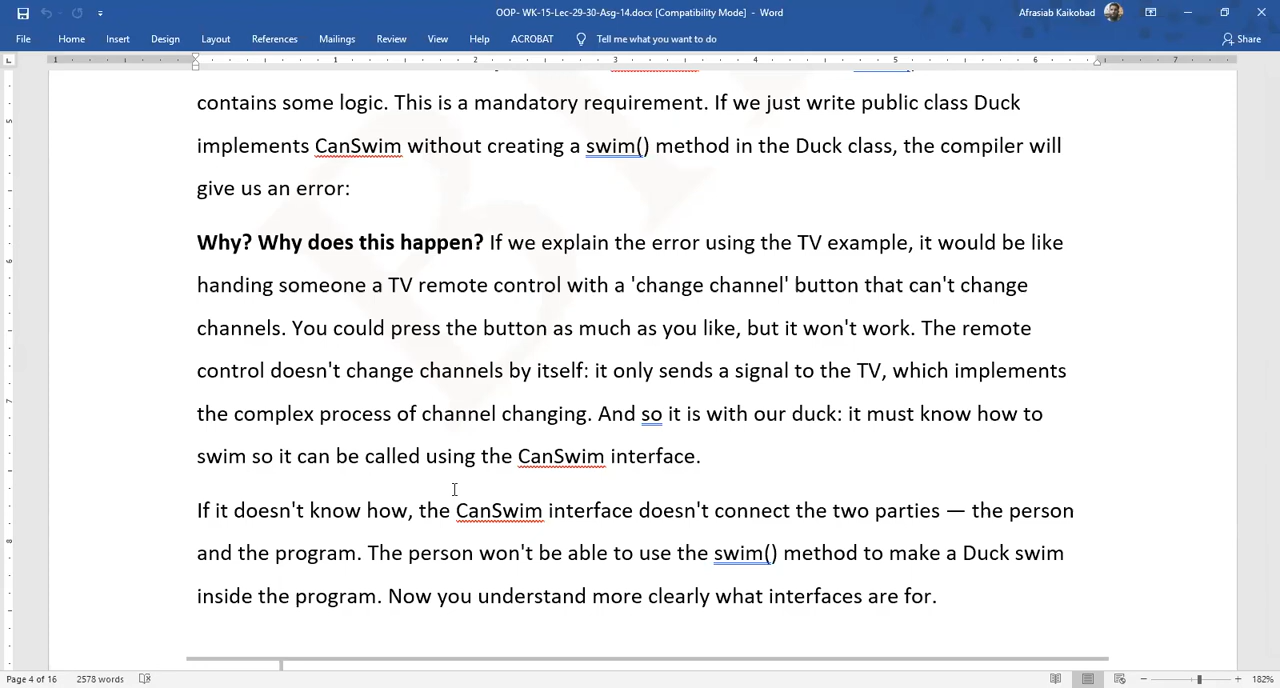 OOP- WK-15-Lec-29-30-Asg-14.docx [Compatibility Mode] - Word
Afrasiab Kaikobad
File Home Insert Design Layout References Mailings Review View Help ACROBAT Tell me what you want to do Share
1 1 2 3 4 5 6 7
contains some logic. This is a mandatory requirement. If we just write public class Duck
implements CanSwim without creating a swim() method in the Duck class, the compiler will
give us an error:
Why? Why does this happen? If we explain the error using the TV example, it would be like
handing someone a TV remote control with a 'change channel' button that can't change
channels. You could press the button as much as you like, but it won't work. The remote
control doesn't change channels by itself: it only sends a signal to the TV, which implements
the complex process of channel changing. And so it is with our duck: it must know how to
swim so it can be called using the CanSwim interface.
If it doesn't know how, the CanSwim interface doesn't connect the two parties — the person
and the program. The person won't be able to use the swim() method to make a Duck swim
inside the program. Now you understand more clearly what interfaces are for.
Page 4 of 16 2578 words 182%